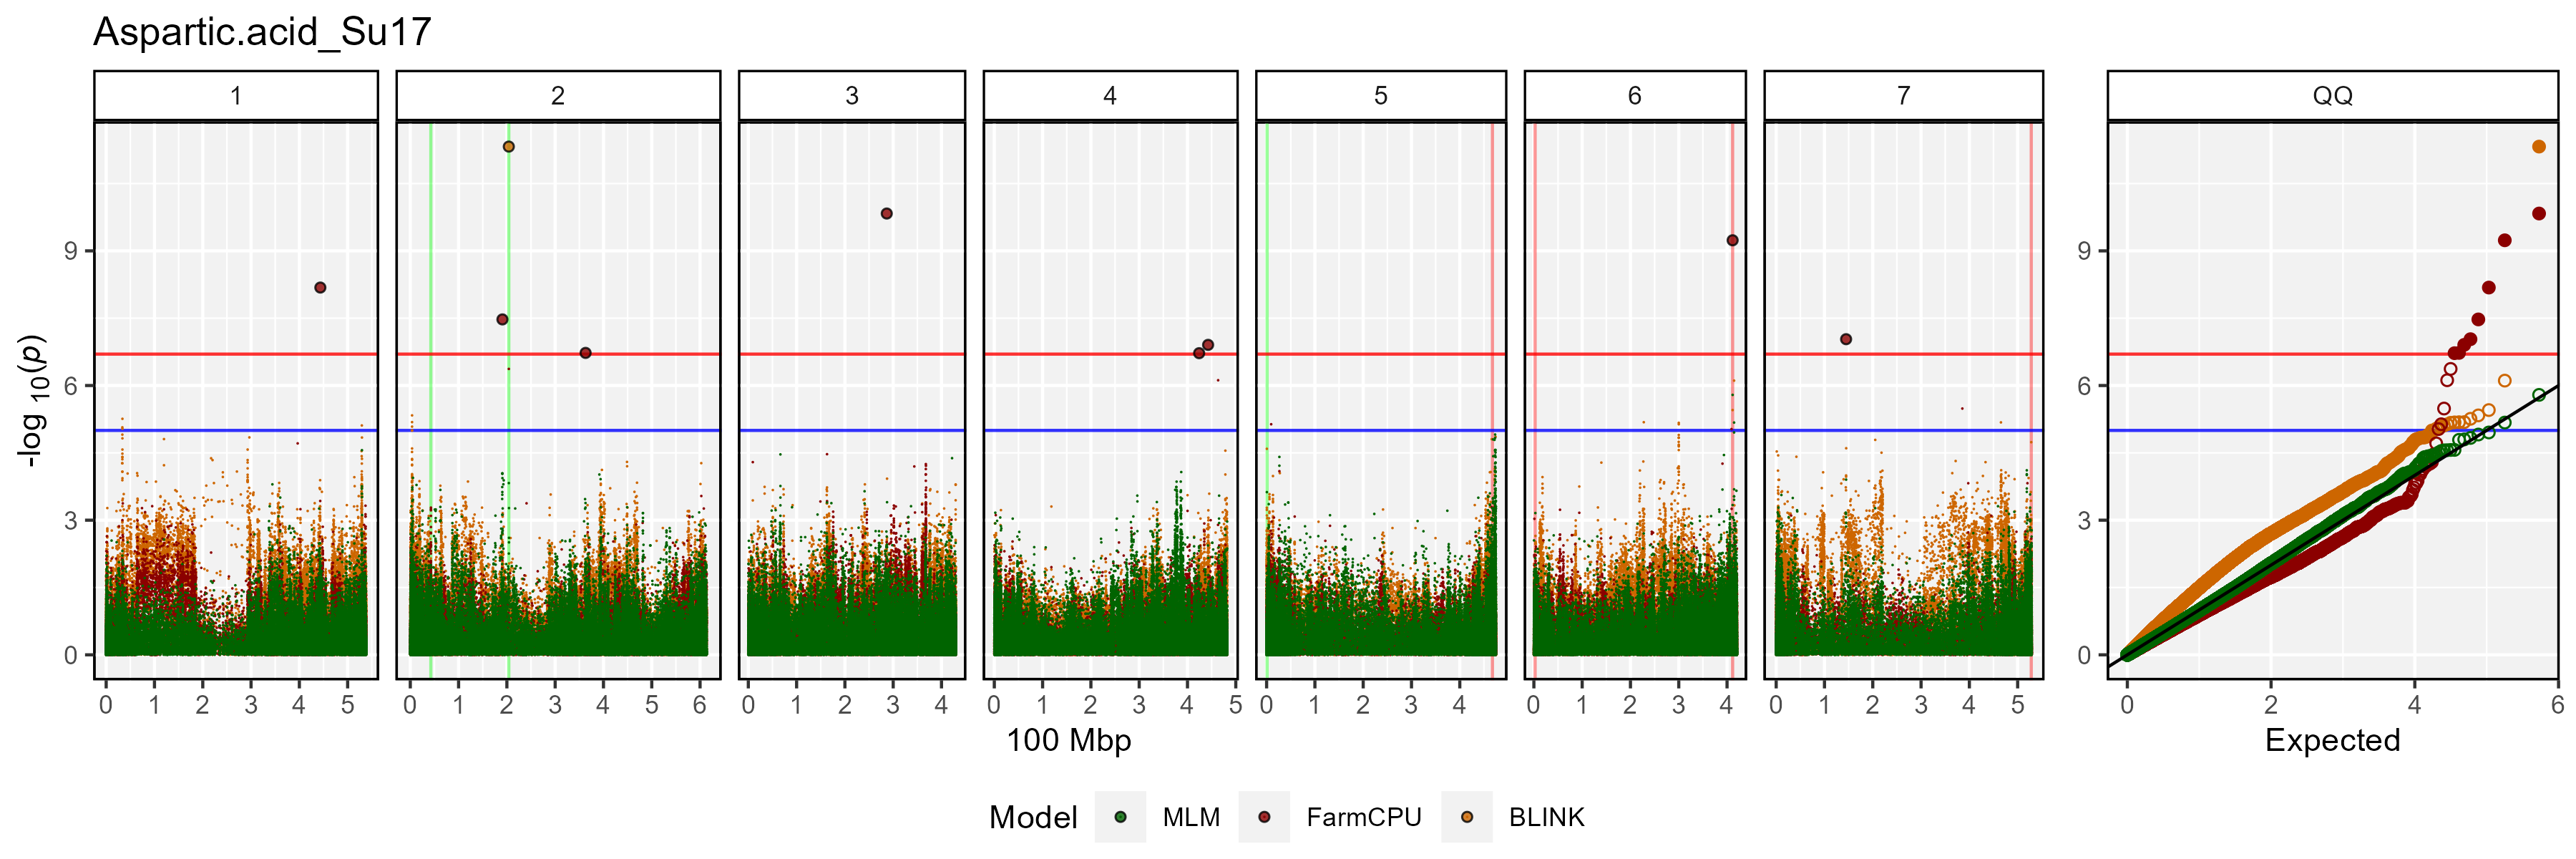 Aspartic.acid_Su17
1 2 3 4 5 6 7 QQ
9
6
3
0
-log 10(p)
9
6
3
0
0 1 2 3 4 5
0 1 2 3 4 5 6
0 1 2 3 4
0 1 2 3 4 5
0 1 2 3 4
0 1 2 3 4
0 1 2 3 4 5
0 2 4 6
100 Mbp
Expected
Model MLM FarmCPU BLINK